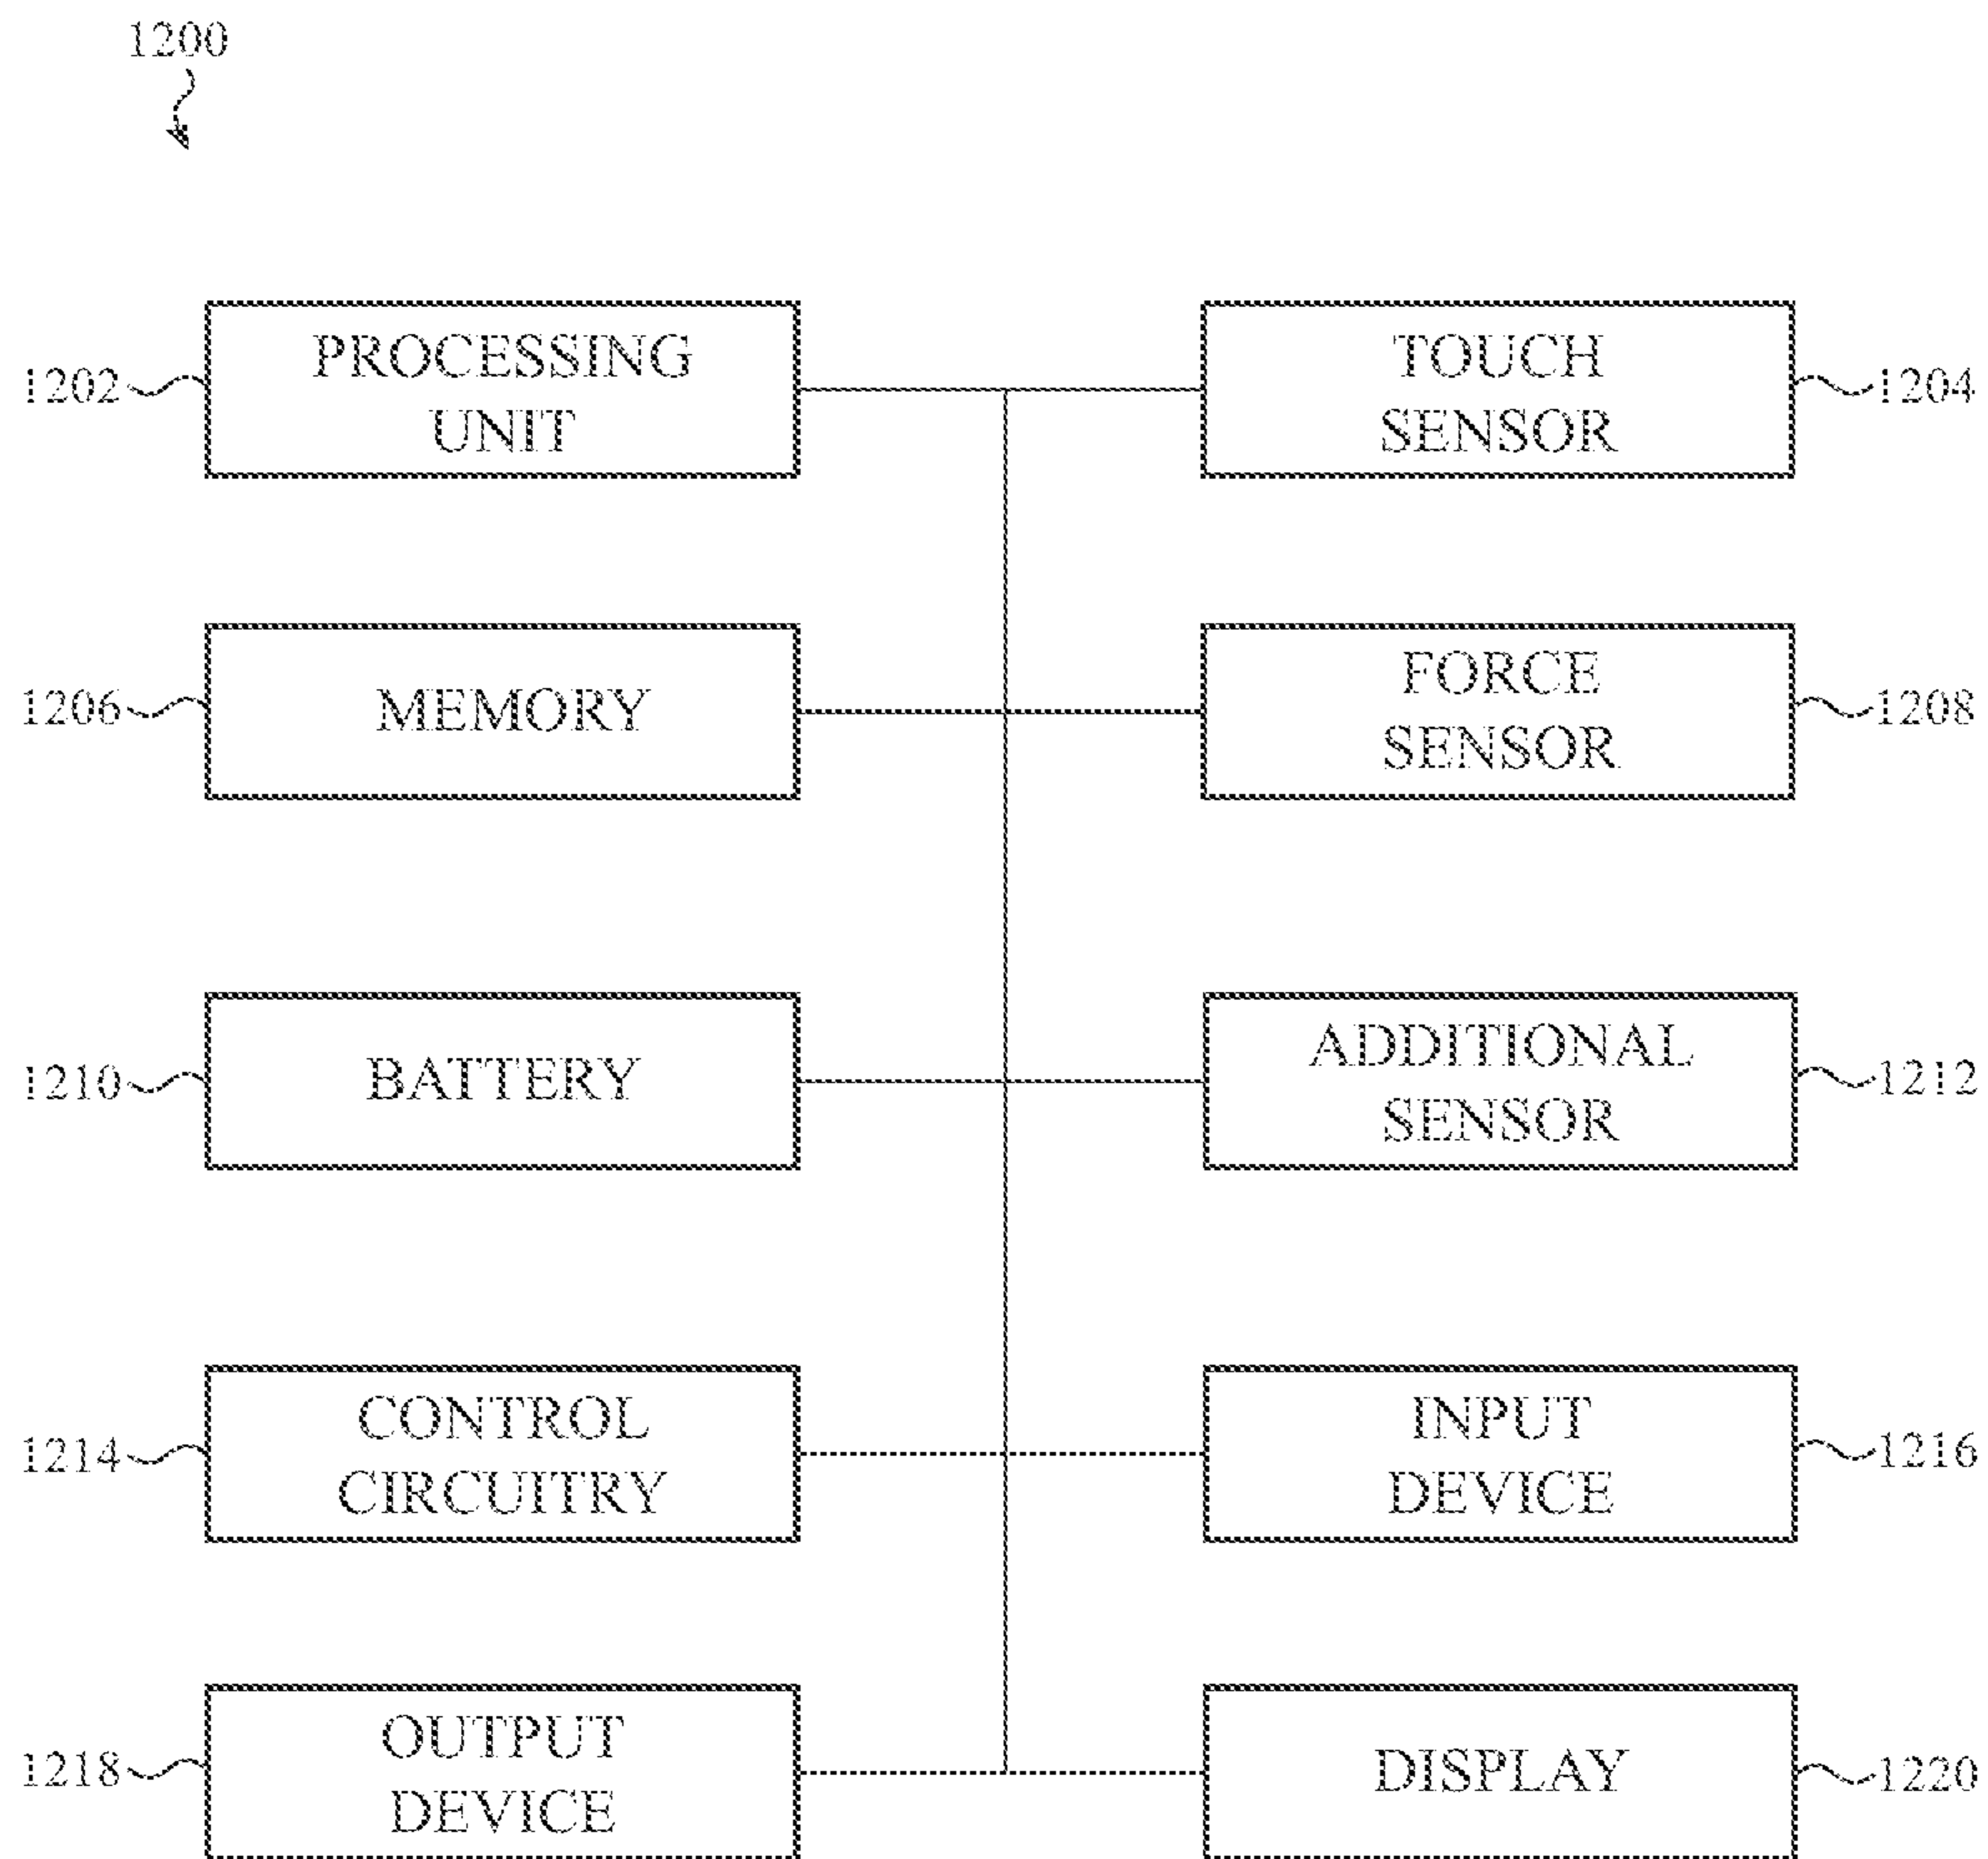 1200
PROCESSING
UNIT
1202
TOUCH
SENSOR
1204
MEMORY
1206
FORCE
SENSOR
1208
BATTERY
1210
ADDITIONAL
SENSOR
1212
CONTROL
CIRCUITRY
1214
INPUT
DEVICE
1216
OUTPUT
DEVICE
1218
DISPLAY
1220